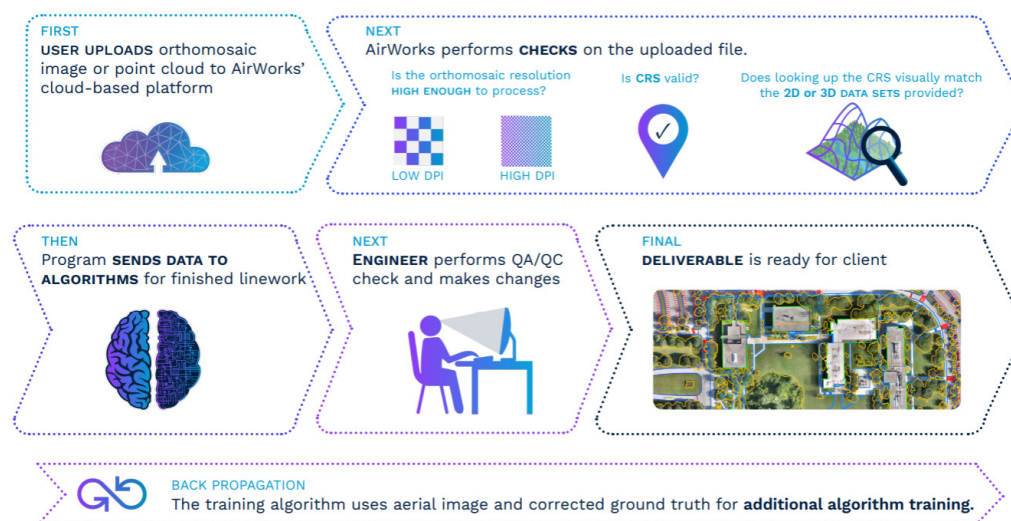 FIRST
USER UPLOADS orthomosaic
image or point cloud to AirWorks'
cloud-based platform
NEXT
AirWorks performs CHECKS on the uploaded file.
Is the orthomosaic resolution
HIGH ENOUGH to process?
LOW DPI
HIGH DPI
Is CRS valid?
Does looking up the CRS visually match
the 2D or 3D DATA SETS provided?
THEN
Program SENDS DATA TO
ALGORITHMS for finished linework
NEXT
ENGINEER performs QA/QC
check and makes changes
FINAL
DELIVERABLE is ready for client
BACK PROPAGATION
The training algorithm uses aerial image and corrected ground truth for additional algorithm training.